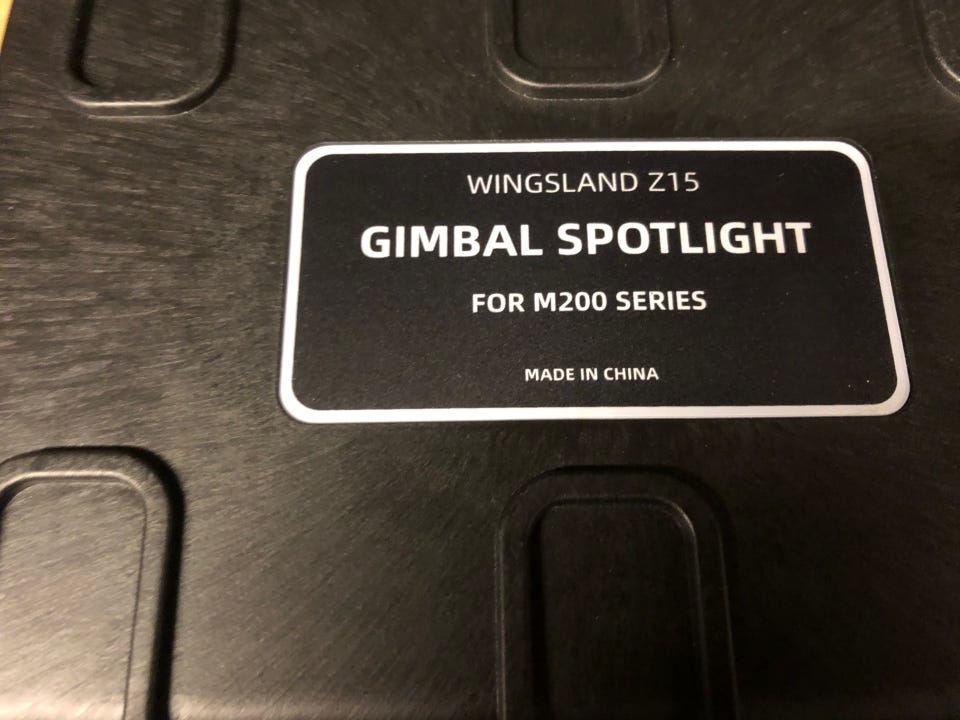 WINGSLAND Z15
GIMBAL SPOTLIGHT
FOR M200 SERIES
MADE IN CHINA